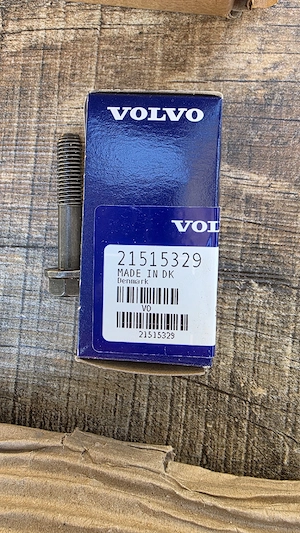 VOLVO
VOL
21515329
MADE IN DK
Denmark
VO
21515329